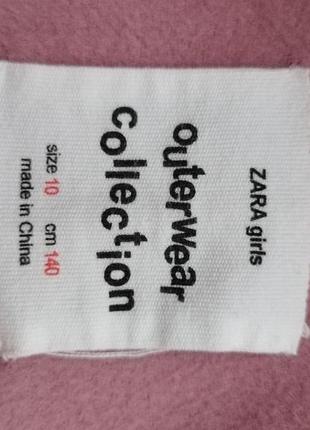 ZARA girls
outerwear
collection
size 10 cm 140
made in China